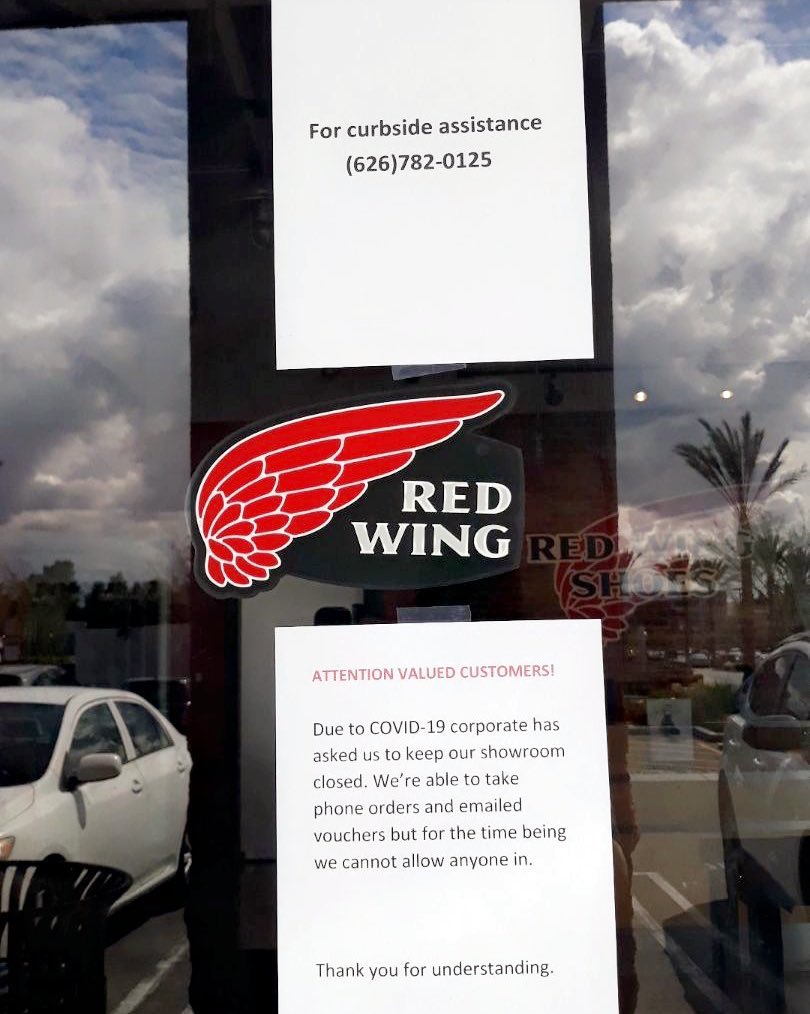 For curbside assistance
(626)782-0125
RED
WING
RED WING
SHOES
ATTENTION VALUED CUSTOMERS!
Due to COVID-19 corporate has
asked us to keep our showroom
closed. We're able to take
phone orders and emailed
vouchers but for the time being
we cannot allow anyone in.
Thank you for understanding.